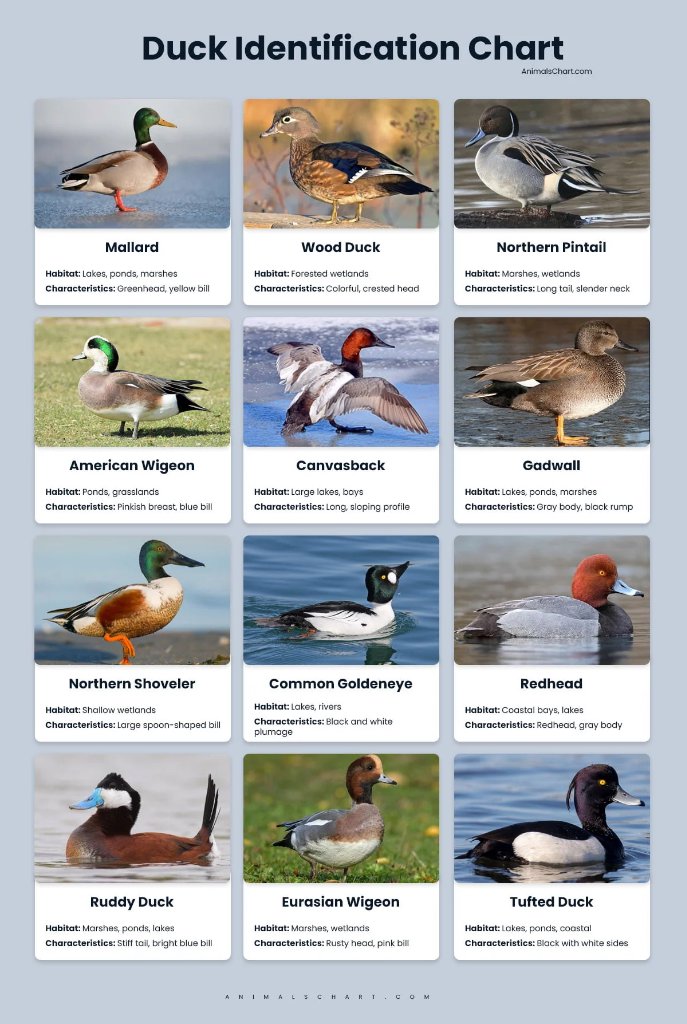 Duck Identification Chart
AnimalsChart.com
Mallard
Habitat: Lakes, ponds, marshes
Characteristics: Greenhead, yellow bill
Wood Duck
Habitat: Forested wetlands
Characteristics: Colorful, crested head
Northern Pintail
Habitat: Marshes, wetlands
Characteristics: Long tail, slender neck
American Wigeon
Habitat: Ponds, grasslands
Characteristics: Pinkish breast, blue bill
Canvasback
Habitat: Large lakes, bays
Characteristics: Long, sloping profile
Gadwall
Habitat: Lakes, ponds, marshes
Characteristics: Gray body, black rump
Northern Shoveler
Habitat: Shallow wetlands
Characteristics: Large spoon-shaped bill
Common Goldeneye
Habitat: Lakes, rivers
Characteristics: Black and white
plumage
Redhead
Habitat: Coastal bays, lakes
Characteristics: Redhead, gray body
Ruddy Duck
Habitat: Marshes, ponds, lakes
Characteristics: Stiff tail, bright blue bill
Eurasian Wigeon
Habitat: Marshes, wetlands
Characteristics: Rusty head, pink bill
Tufted Duck
Habitat: Lakes, ponds, coastal
Characteristics: Black with white sides
ANIMALSCHART.COM